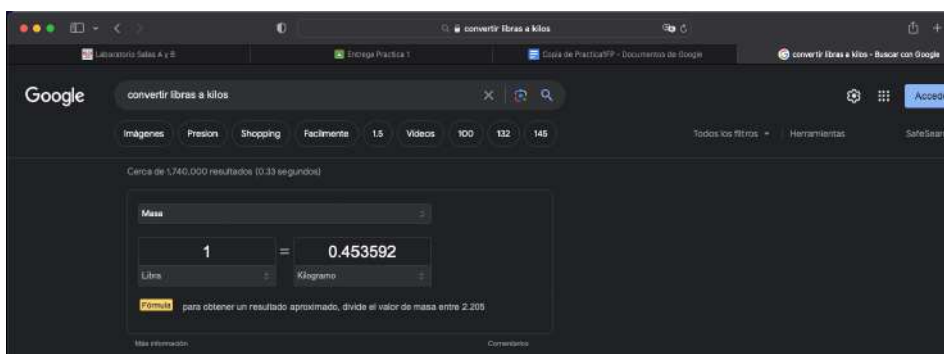 convertir libras a kilos
Laboratorio Salas A y B
Entrega Practica 1
Copia de Practica1FP - Documentos de Google
convertir libras a kilos - Buscar con Google
Google
convertir libras a kilos
Accede
Imágenes Presion Shopping Facilmente 1.5 Videos 100 132 145
Todos los filtros
Herramientas
SafeSear
Cerca de 1,740,000 resultados (0.33 segundos)
Masa
1 = 0.453592
Libra Kilogramo
Fórmula para obtener un resultado aproximado, divide el valor de masa entre 2.205
Más información Comentarios